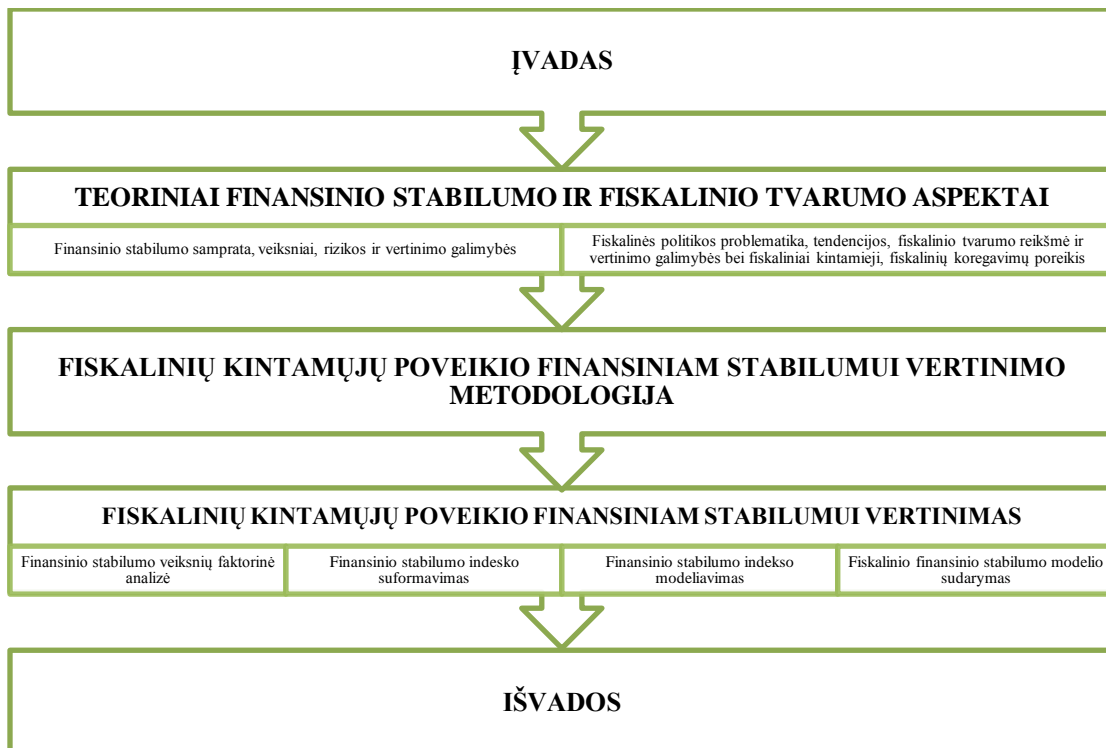 ĮVADAS
TEORINIAI FINANSINIO STABILUMO IR FISKALINIO TVARUMO ASPEKTAI
Finansinio stabilumo samprata, veiksniai, rizikos ir vertinimo galimybės
Fiskalinės politikos problematika, tendencijos, fiskalinio tvarumo reikšmė ir
vertinimo galimybės bei fiskaliniai kintamieji, fiskalinių koregavimų poreikis
FISKALINIŲ KINTAMŲJŲ POVEIKIO FINANSINIAM STABILUMUI VERTINIMO
METODOLOGIJA
FISKALINIŲ KINTAMŲJŲ POVEIKIO FINANSINIAM STABILUMUI VERTINIMAS
Finansinio stabilumo veiksnių faktorinė
analizė
Finansinio stabilumo indesko
suformavimas
Finansinio stabilumo indekso
modeliavimas
Fiskalinio finansinio stabilumo modelio
sudarymas
IŠVADOS